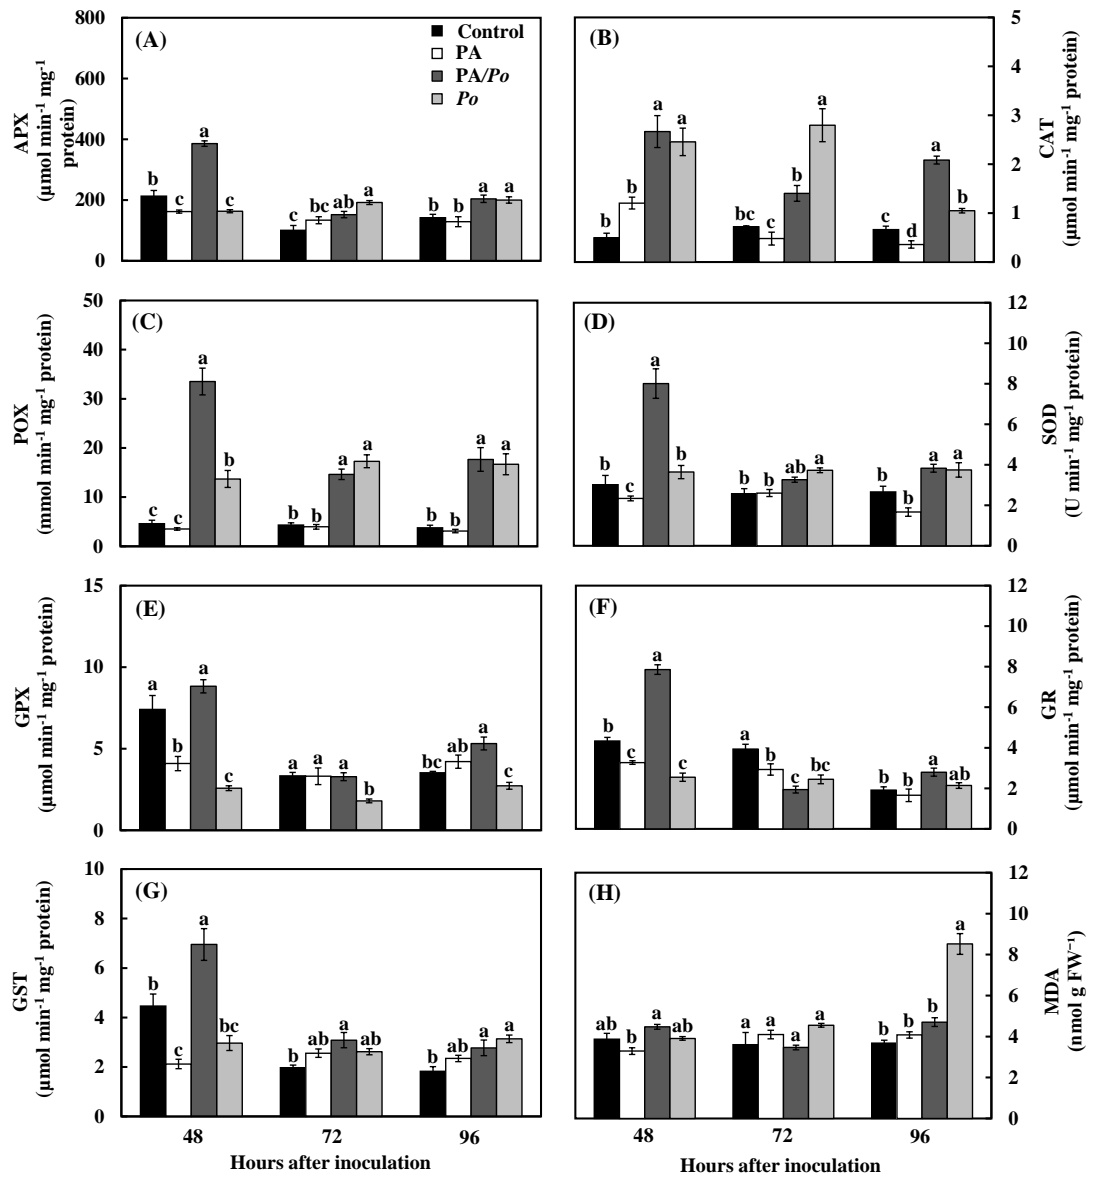 (A)
Control
PA
PA/Po
Po
APX
(μmol min⁻¹ mg⁻¹
protein)
800
600
400
200
0
b c a c
c bc ab a
b b a a
(B)
CAT
(μmol min⁻¹ mg⁻¹ protein)
5
4
3
2
1
0
b b a a
bc c b a
c d a b
(C)
POX
(mmol min⁻¹ mg⁻¹ protein)
50
40
30
20
10
0
c c a b
b b a a
b b a a
(D)
SOD
(U min⁻¹ mg⁻¹ protein)
12
10
8
6
4
2
0
b c a b
b b ab a
b b a a
(E)
GPX
(μmol min⁻¹ mg⁻¹ protein)
15
10
5
0
a b a c
a a a b
bc ab a c
(F)
GR
(μmol min⁻¹ mg⁻¹ protein)
12
10
8
6
4
2
0
b c a c
a b c bc
b b a ab
(G)
GST
(μmol min⁻¹ mg⁻¹ protein)
10
8
6
4
2
0
b c a bc
b ab a ab
b ab a a
48 72 96
Hours after inoculation
(H)
MDA
(nmol g FW⁻¹)
12
10
8
6
4
2
0
ab b a ab
a a a a
b b b a
48 72 96
Hours after inoculation